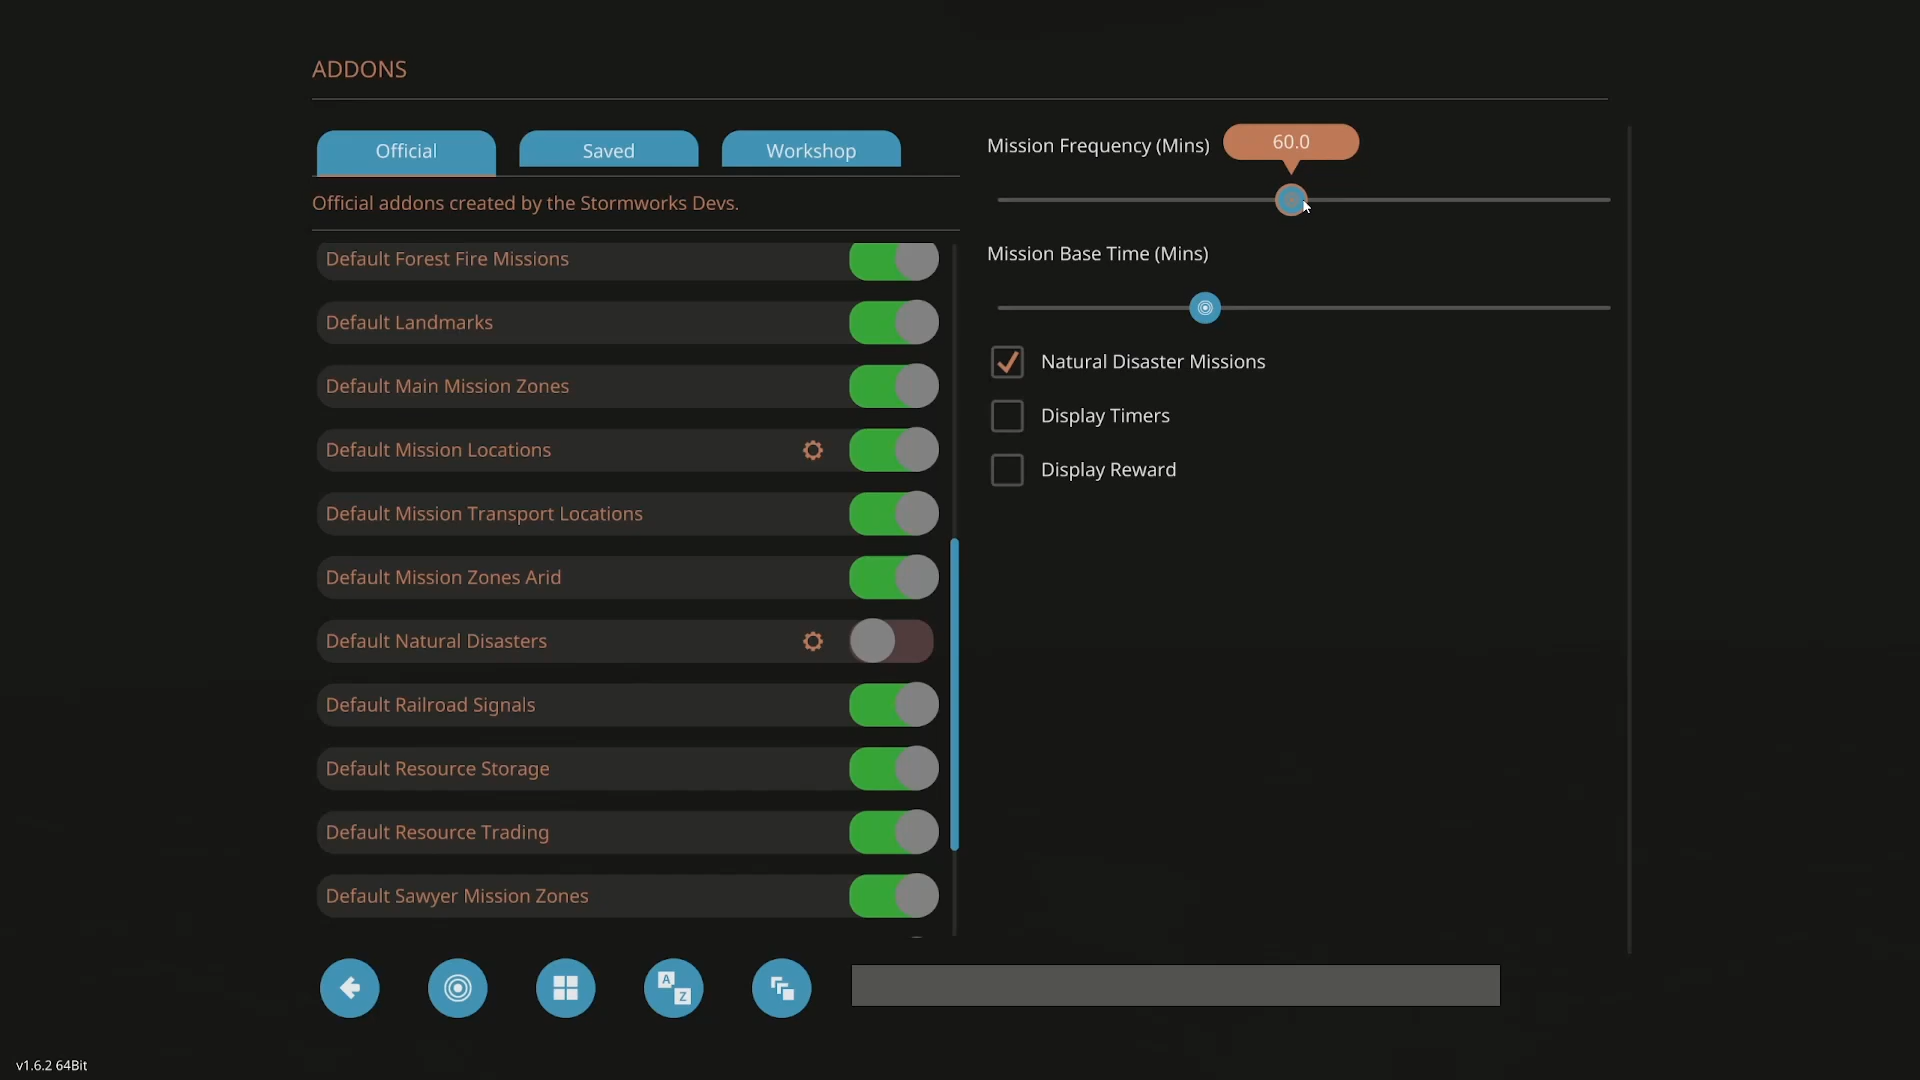 ADDONS
Official
Saved
Workshop
Official addons created by the Stormworks Devs.
Default Forest Fire Missions
Default Landmarks
Default Main Mission Zones
Default Mission Locations
Default Mission Transport Locations
Default Mission Zones Arid
Default Natural Disasters
Default Railroad Signals
Default Resource Storage
Default Resource Trading
Default Sawyer Mission Zones
Mission Frequency (Mins)
60.0
Mission Base Time (Mins)
Natural Disaster Missions
Display Timers
Display Reward
A
Z
v1.6.2 64Bit